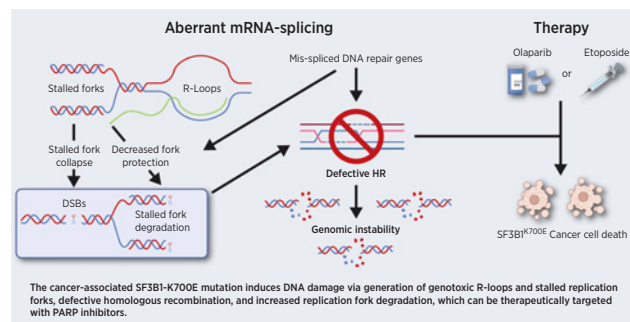 Aberrant mRNA-splicing
Therapy
Mis-spliced DNA repair genes
Olaparib
or
Etoposide
Stalled forks
R-Loops
Stalled fork
collapse
Decreased fork
protection
Defective HR
DSBs
Stalled fork
degradation
Genomic instability
SF3B1K700E Cancer cell death
The cancer-associated SF3B1-K700E mutation induces DNA damage via generation of genotoxic R-loops and stalled replication
forks, defective homologous recombination, and increased replication fork degradation, which can be therapeutically targeted
with PARP inhibitors.